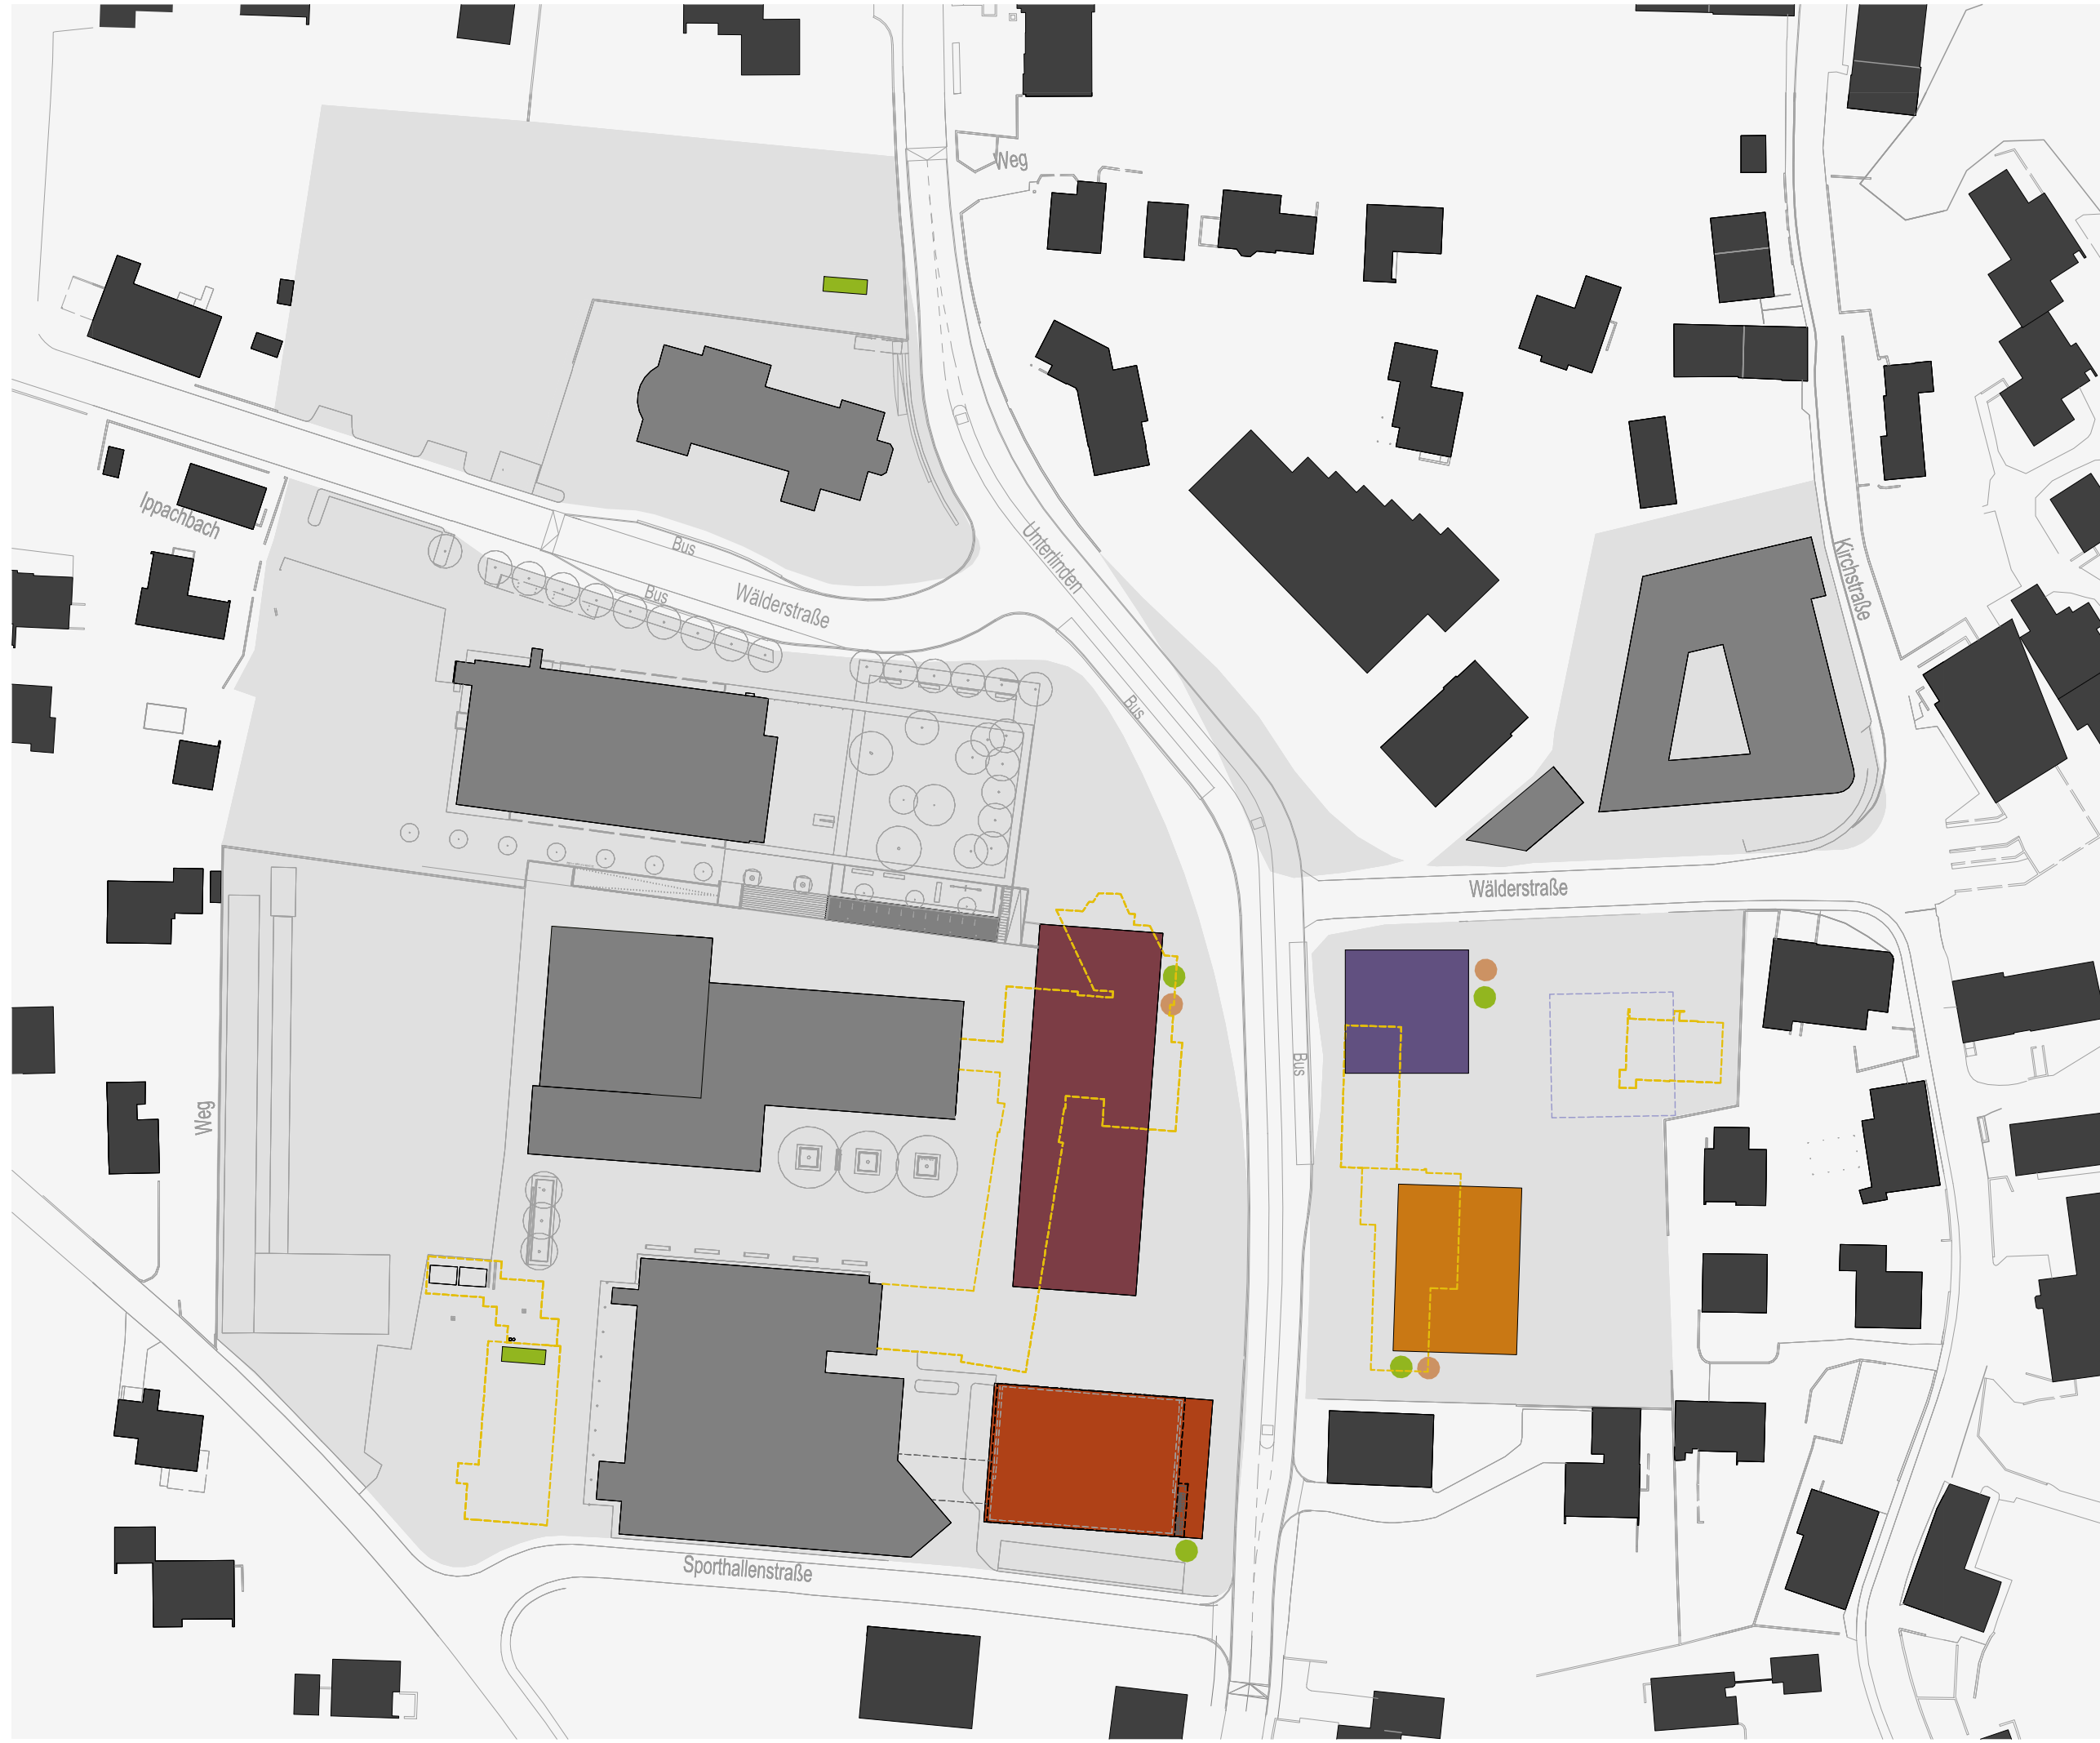 Weg
Ippachbach
Bus
Unterlinden
Kirchstraße
Bus
Wälderstraße
Bus
Wälderstraße
Bus
Weg
Sporthallenstraße